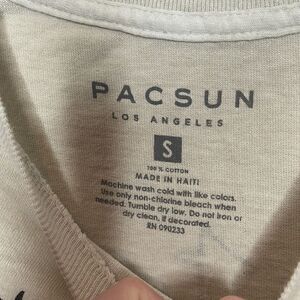 PACSUN
LOS ANGELES
S
100% COTTON
MADE IN HAITI
Machine wash cold with like colors.
Use only non-chlorine bleach when
needed. Tumble dry low. Do not iron or
dry clean, if decorated.
RN 090233